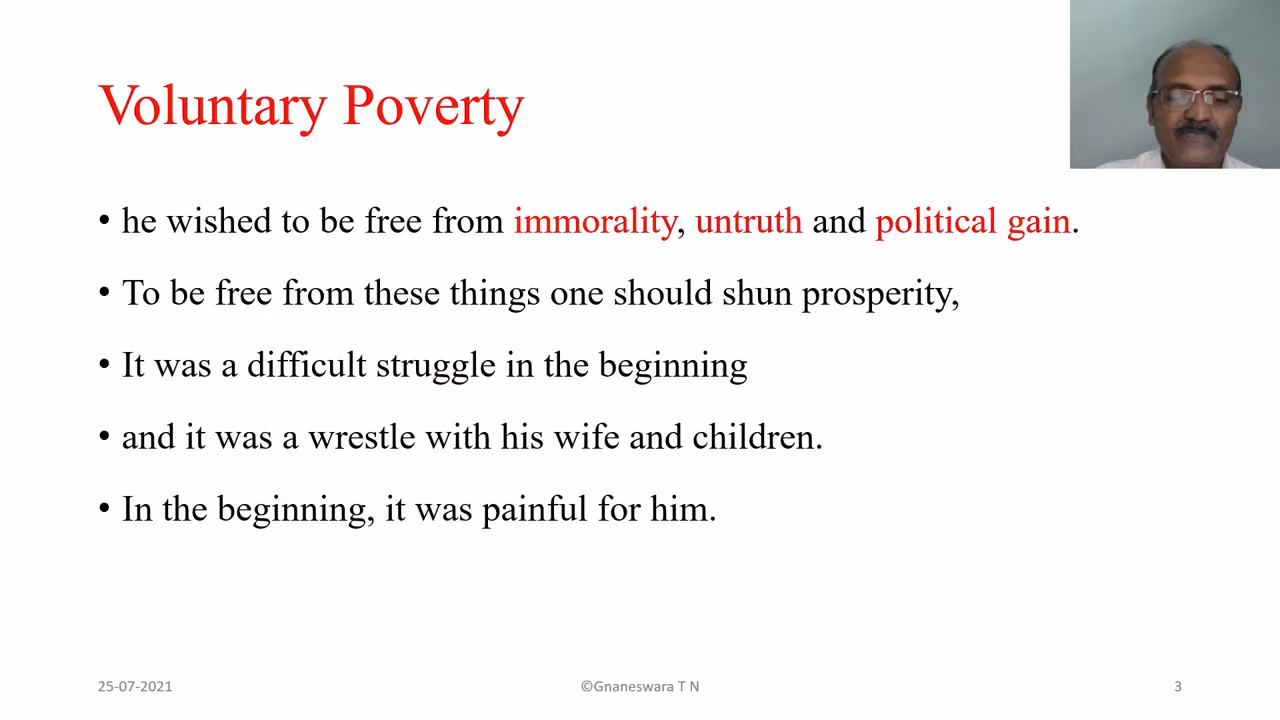 Voluntary Poverty
• he wished to be free from immorality, untruth and political gain.
• To be free from these things one should shun prosperity,
• It was a difficult struggle in the beginning
• and it was a wrestle with his wife and children.
• In the beginning, it was painful for him.
25-07-2021
©Gnaneswara T N
3